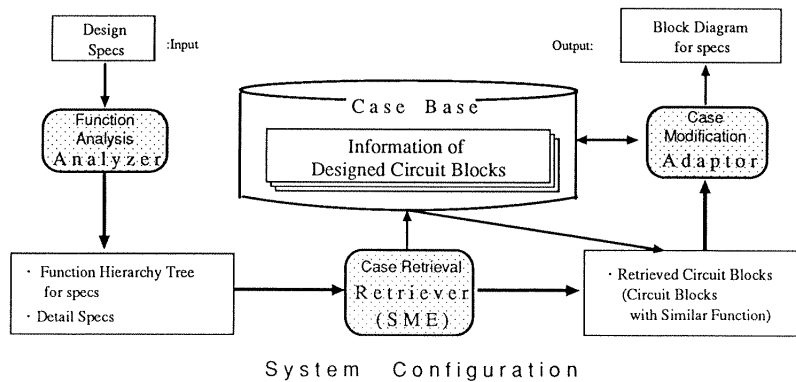 Design
Specs
:Input
Function
Analysis
Analyzer
・ Function Hierarchy Tree
for specs
・ Detail Specs
Case Base
Information of
Designed Circuit Blocks
Case Retrieval
Retriever
(SME)
Output:
Block Diagram
for specs
Case
Modification
Adaptor
・ Retrieved Circuit Blocks
(Circuit Blocks
with Similar Function)
System Configuration